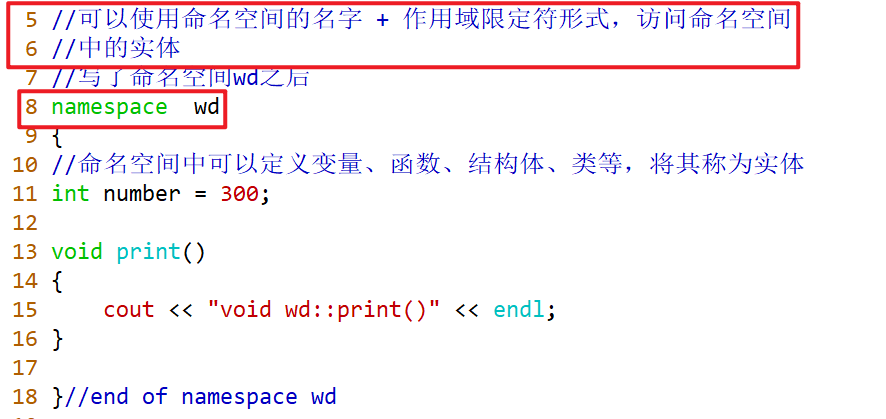 5 //可以使用命名空间的名字 + 作用域限定符形式，访问命名空间
6 //中的实体
7 //写了命名空间wd之后
8 namespace  wd
9 {
10 //命名空间中可以定义变量、函数、结构体、类等，将其称为实体
11 int number = 300;
12
13 void print()
14 {
15     cout << "void wd::print()" << endl;
16 }
17
18 }//end of namespace wd